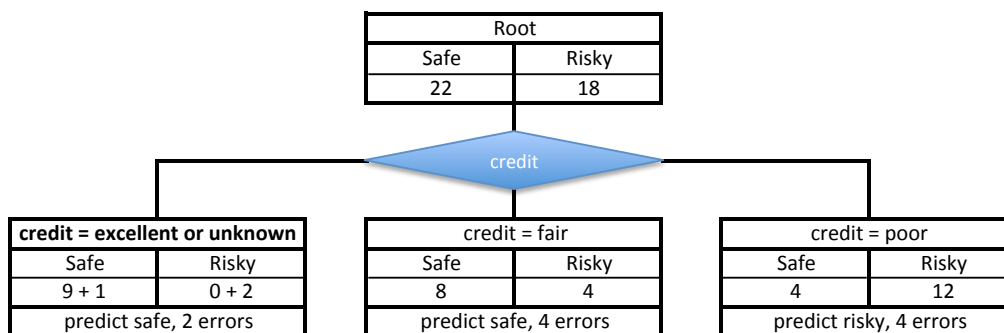 Root
Safe Risky
22 18
credit
credit = excellent or unknown
Safe Risky
9 + 1 0 + 2
predict safe, 2 errors
credit = fair
Safe Risky
8 4
predict safe, 4 errors
credit = poor
Safe Risky
4 12
predict risky, 4 errors